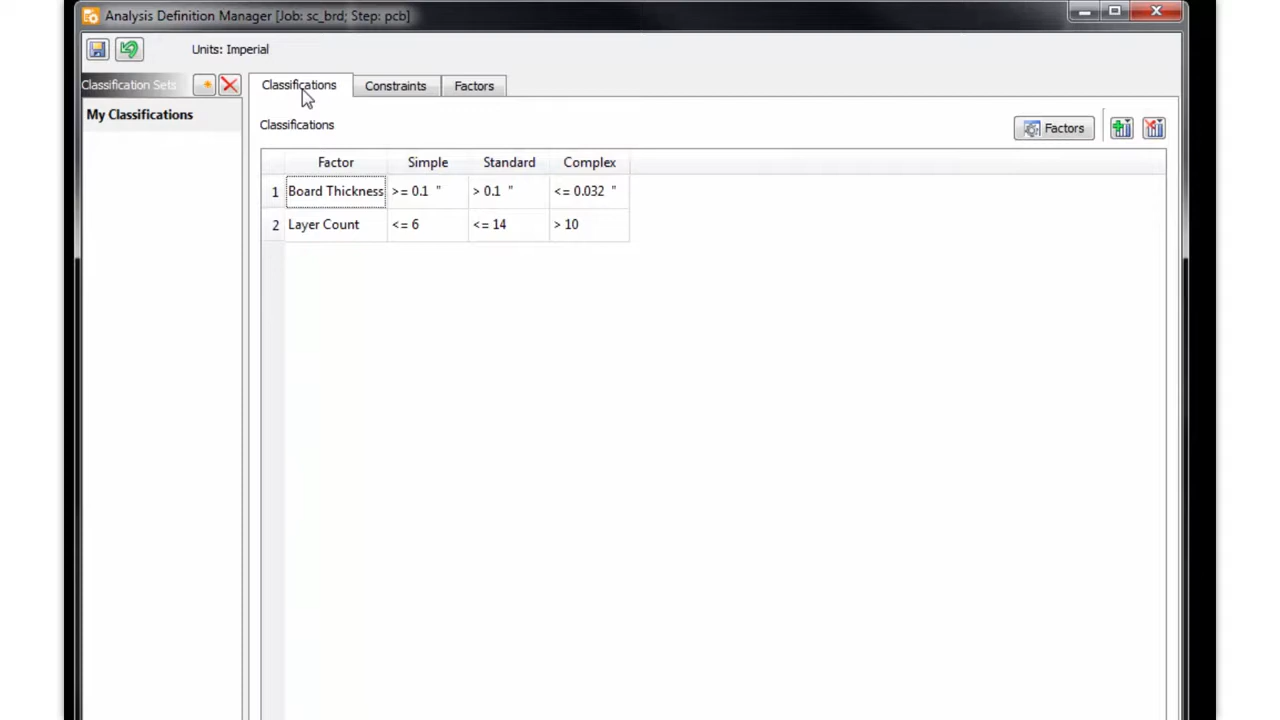 Analysis Definition Manager [Job: sc_brd; Step: pcb]
Units: Imperial
Classification Sets
Classifications Constraints Factors
My Classifications
Classifications
Factors
Factor Simple Standard Complex
1 Board Thickness >= 0.1 " > 0.1 " <= 0.032 "
2 Layer Count <= 6 <= 14 > 10